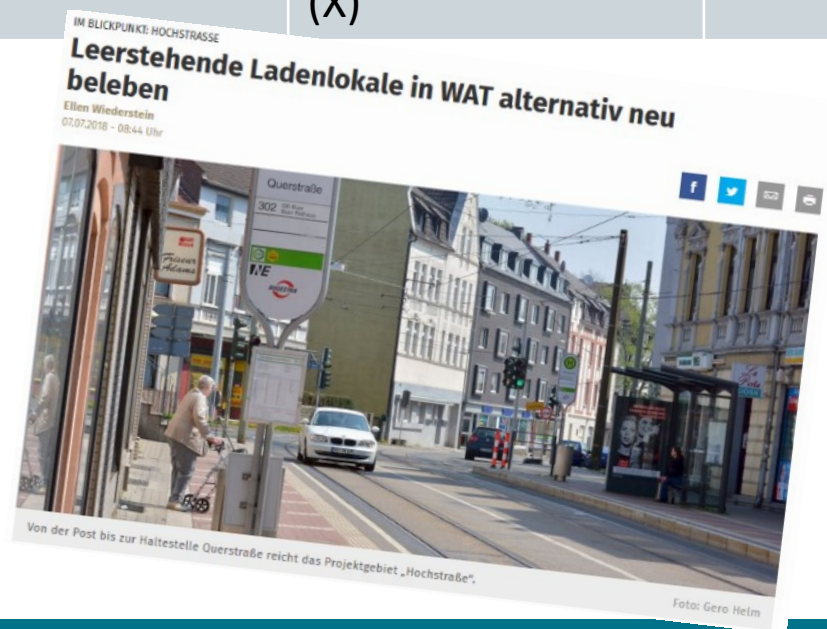 (X)
IM BLICKPUNKT: HOCHSTRASSE
Leerstehende Ladenlokale in WAT alternativ neu
beleben
Ellen Wiederstein
07.07.2018 - 08:44 Uhr
Querstraße
302
NE
BOGESTRA
Friseur
Adams
H
Von der Post bis zur Haltestelle Querstraße reicht das Projektgebiet „Hochstraße“.
Foto: Gero Helm